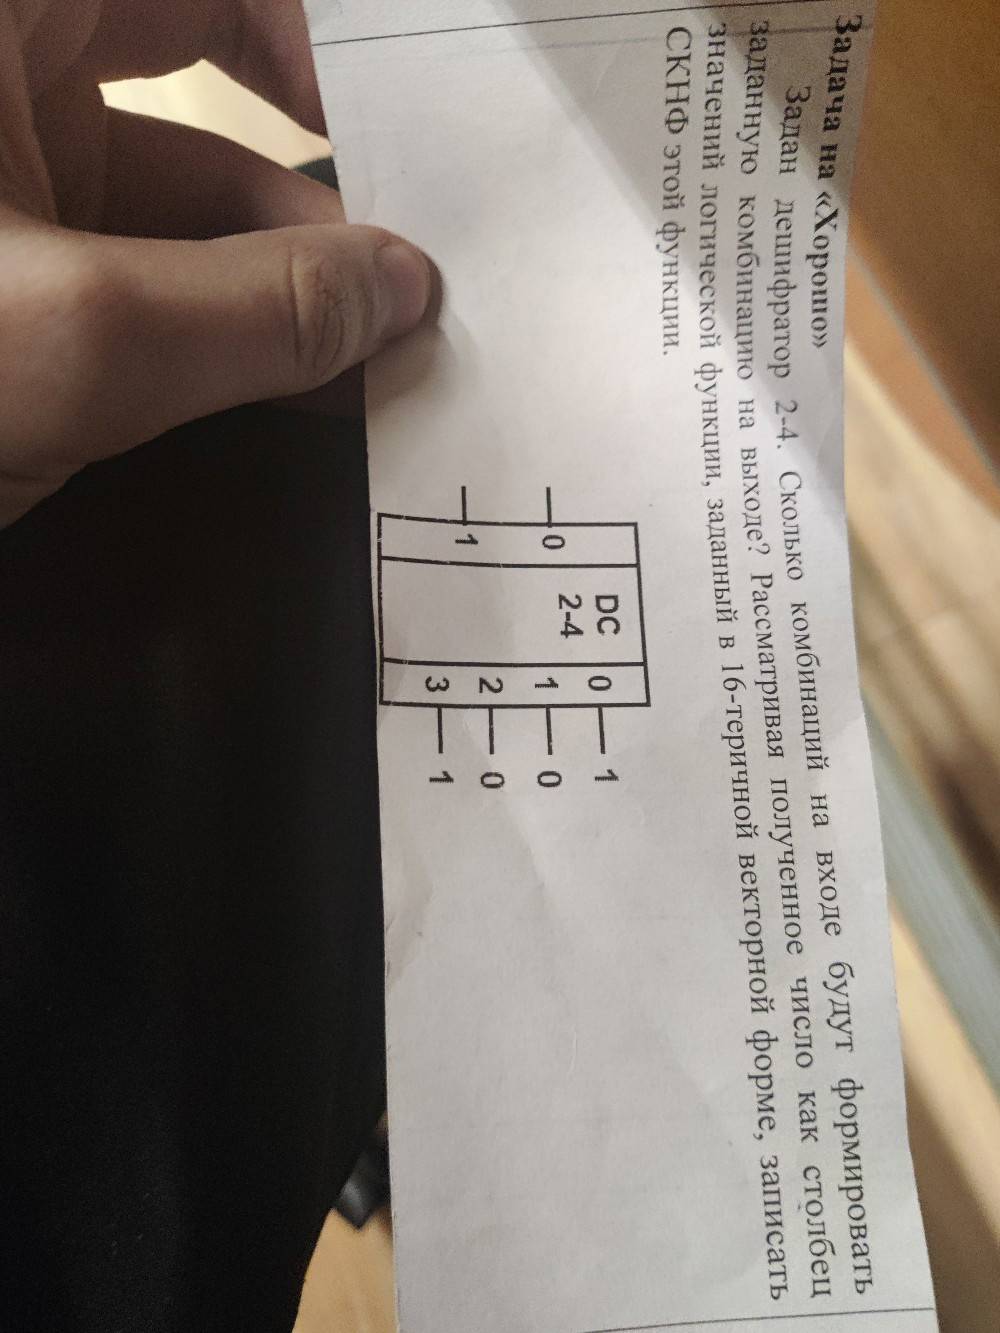 Задача на «Хорошо»
Задан дешифратор 2-4. Сколько комбинаций на входе будут формировать
заданную комбинацию на выходе? Рассматривая полученное число как столбец
значений логической функции, заданный в 16-теричной векторной форме, записать
СКНФ этой функции.
DC
2-4
0
1
0 1
1 0
2 0
3 1